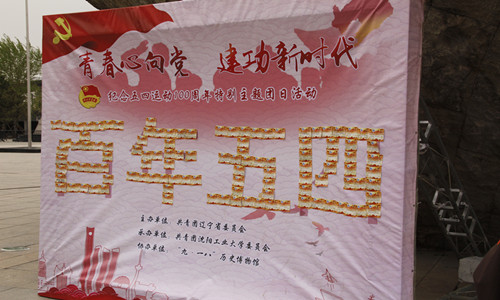 青春心向党 建功新时代
纪念五四运动100周年特别主题团日活动
百年五四
主办单位 共青团辽宁省委员会
承办单位 共青团沈阳工业大学委员会
协办单位 “九·一八”历史博物馆